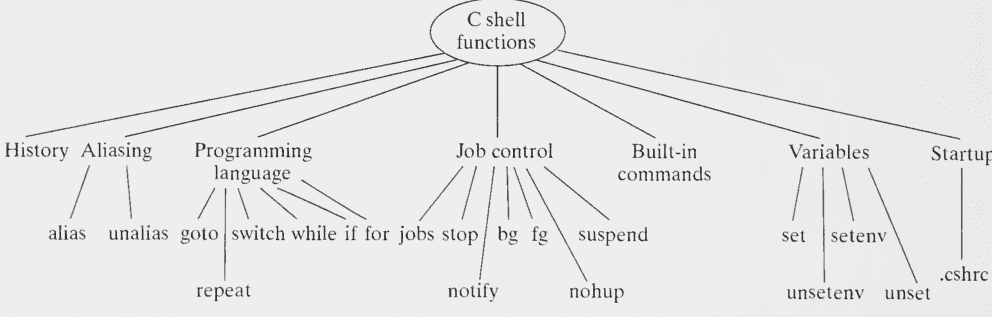 C shell
functions
History Aliasing Programming Job control Built-in Variables Startup
language commands
alias unalias goto switch while if for jobs stop bg fg suspend set setenv
.cshrc
repeat notify nohup unsetenv unset